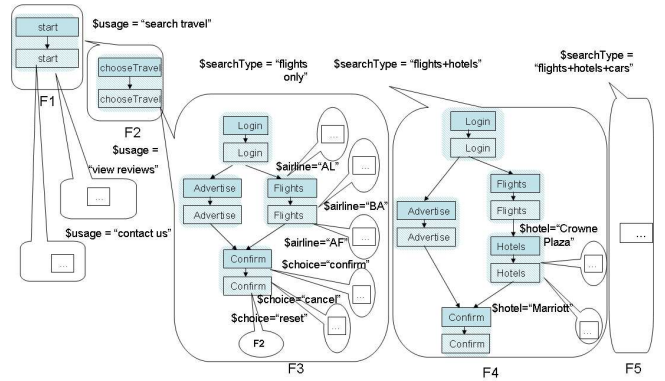 start
start
F1
$usage = “search travel”
chooseTravel
chooseTravel
F2
$usage =
“view reviews”
...
$usage = “contact us”
...
$searchType = “flights
only”
Login
Login
Advertise
Advertise
Flights
Flights
$airline=“AL”
...
$airline=“BA”
...
$airline=“AF”
...
Confirm
Confirm
$choice=“confirm”
...
$choice=“cancel”
...
$choice=“reset”
F2
F3
$searchType = “flights+hotels”
Login
Login
Advertise
Advertise
Flights
Flights
Hotels
Hotels
$hotel=“Crowne
Plaza”
...
$hotel=“Marriott”
...
Confirm
Confirm
F4
$searchType =
“flights+hotels+cars”
...
F5